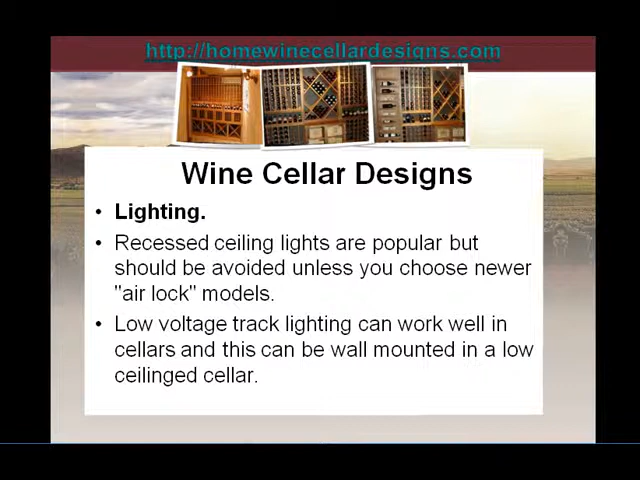 http://homewinecellardesigns.com
Wine Cellar Designs
• Lighting.
• Recessed ceiling lights are popular but
should be avoided unless you choose newer
"air lock" models.
• Low voltage track lighting can work well in
cellars and this can be wall mounted in a low
ceilinged cellar.